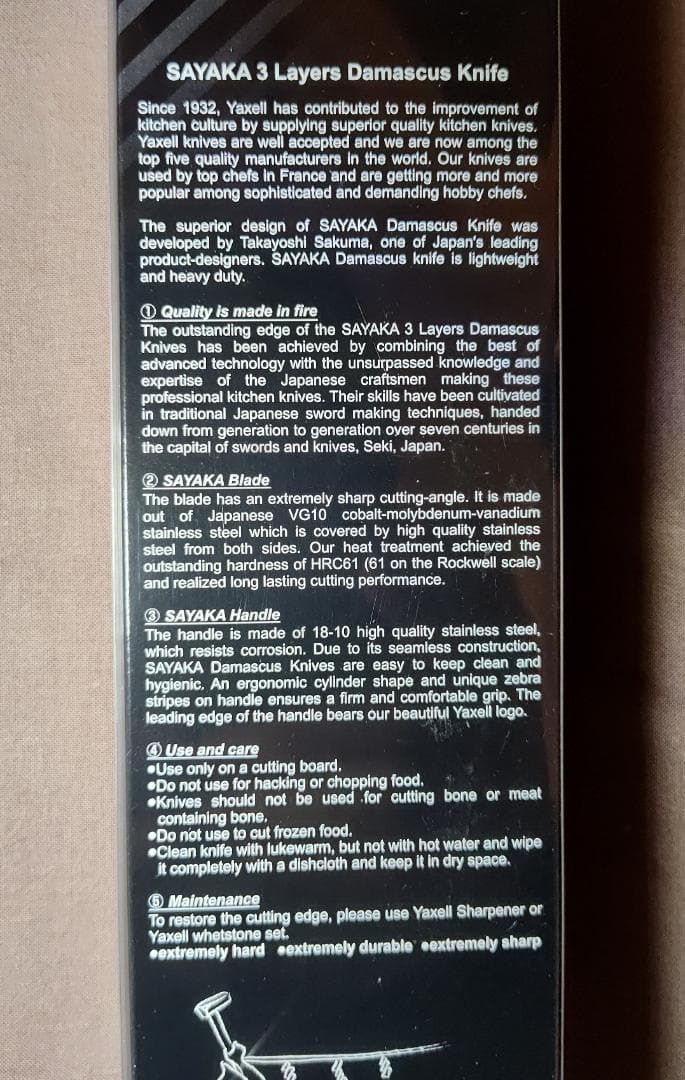 SAYAKA 3 Layers Damascus Knife
Since 1932, Yaxell has contributed to the improvement of
kitchen culture by supplying superior quality kitchen knives.
Yaxell knives are well accepted and we are now among the
top five quality manufacturers in the world. Our knives are
used by top chefs in France and are getting more and more
popular among sophisticated and demanding hobby chefs.
The superior design of SAYAKA Damascus Knife was
developed by Takayoshi Sakuma, one of Japan's leading
product-designers. SAYAKA Damascus knife is lightweight
and heavy duty.
① Quality is made in fire
The outstanding edge of the SAYAKA 3 Layers Damascus
Knives has been achieved by combining the best of
advanced technology with the unsurpassed knowledge and
expertise of the Japanese craftsmen making these
professional kitchen knives. Their skills have been cultivated
in traditional Japanese sword making techniques, handed
down from generation to generation over seven centuries in
the capital of swords and knives, Seki, Japan.
② SAYAKA Blade
The blade has an extremely sharp cutting-angle. It is made
out of Japanese VG10 cobalt-molybdenum-vanadium
stainless steel which is covered by high quality stainless
steel from both sides. Our heat treatment achieved the
outstanding hardness of HRC61 (61 on the Rockwell scale)
and realized long lasting cutting performance.
③ SAYAKA Handle
The handle is made of 18-10 high quality stainless steel,
which resists corrosion. Due to its seamless construction,
SAYAKA Damascus Knives are easy to keep clean and
hygienic. An ergonomic cylinder shape and unique zebra
stripes on handle ensures a firm and comfortable grip. The
leading edge of the handle bears our beautiful Yaxell logo.
④ Use and care
●Use only on a cutting board.
●Do not use for hacking or chopping food.
●Knives should not be used for cutting bone or meat
containing bone.
●Do not use to cut frozen food.
●Clean knife with lukewarm, but not with hot water and wipe
it completely with a dishcloth and keep it in dry space.
⑤ Maintenance
To restore the cutting edge, please use Yaxell Sharpener or
Yaxell whetstone set.
●extremely hard ●extremely durable ●extremely sharp